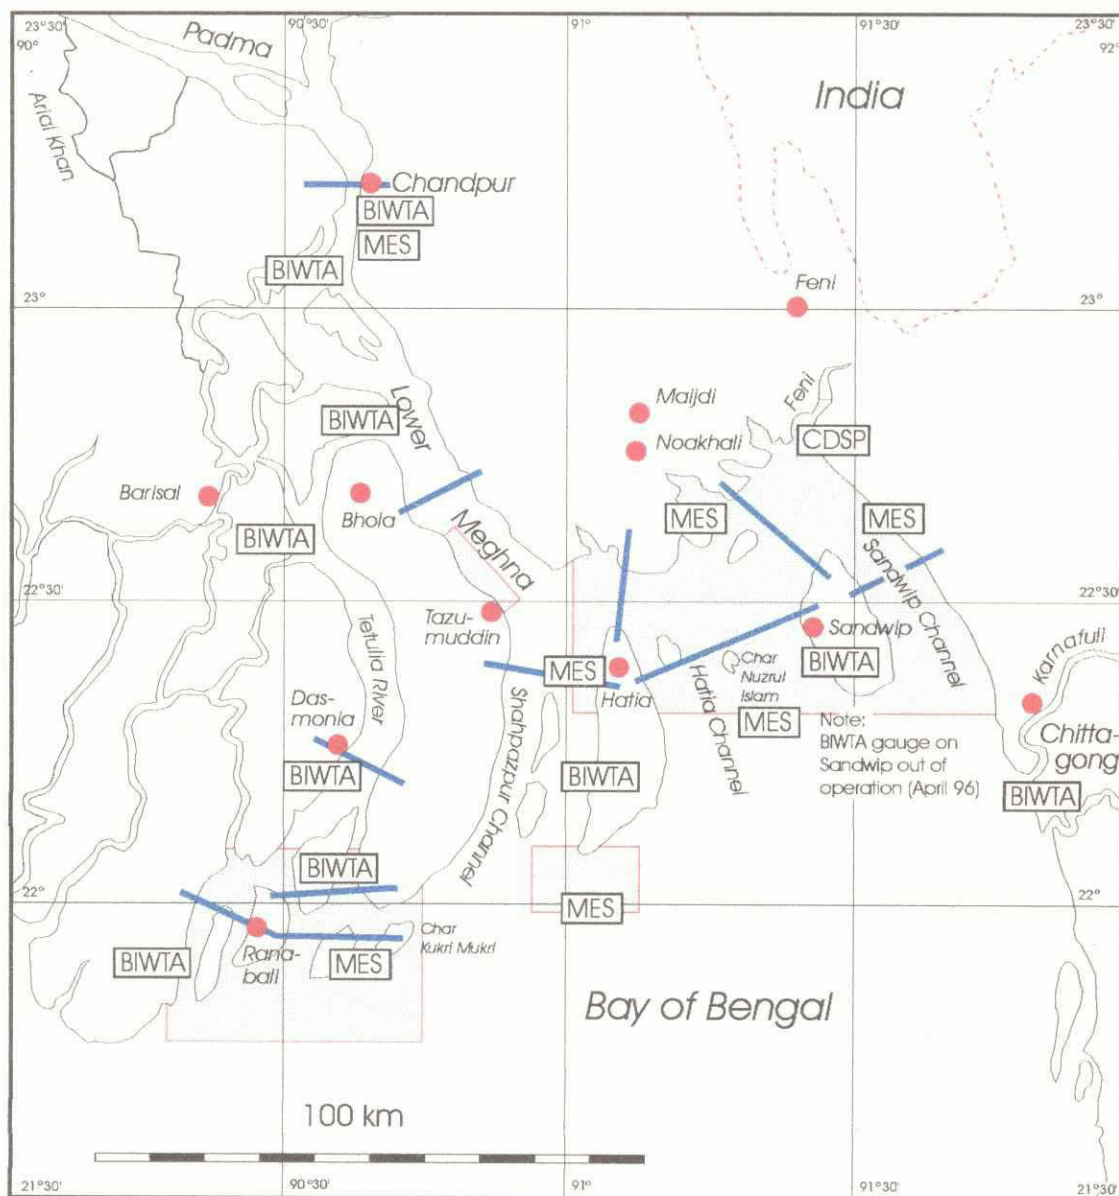 23°30'
90°
90°30'
91°
91°30'
23°30'
92°
Padma
India
Arial Khan
Chandpur
BIWTA
MES
BIWTA
Feni
23°
23°
Lower
Maijdi
Feni
BIWTA
Noakhali
CDSP
Barisal
Bhola
MES
MES
BIWTA
Meghna
Sandwip Channel
22°30'
22°30'
Tazu-
muddin
Tetulia River
Sandwip
Karnafuli
MES
Hatia
Char
Nuzrul
Islam
BIWTA
Das-
monia
Shahpazpur Channel
Hatia Channel
MES
Note:
BIWTA gauge on
Sandwip out of
operation (April 96)
Chitta-
gong
BIWTA
BIWTA
BIWTA
BIWTA
22°
22°
MES
Char
Kukri Mukri
BIWTA
Rana-
bali
MES
Bay of Bengal
100 km
21°30'
90°30'
91°
91°30'
21°30'